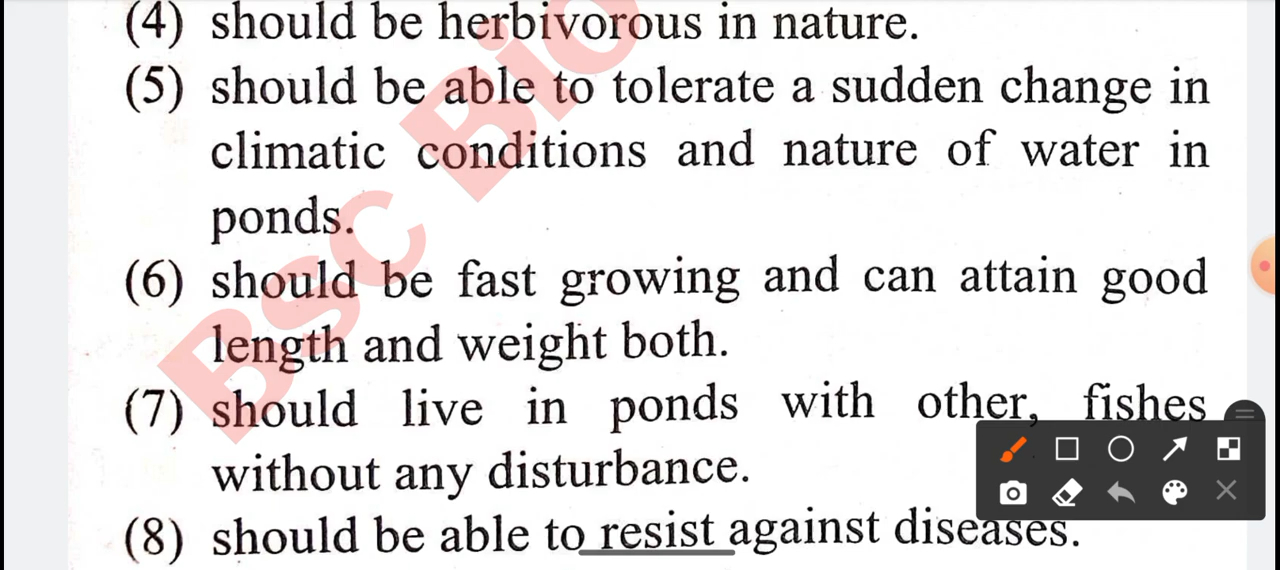 (4) should be herbivorous in nature.
(5) should be able to tolerate a sudden change in
climatic conditions and nature of water in
ponds.
(6) should be fast growing and can attain good
length and weight both.
(7) should live in ponds with other, fishes
without any disturbance.
(8) should be able to resist against diseases.
Bsc Bio